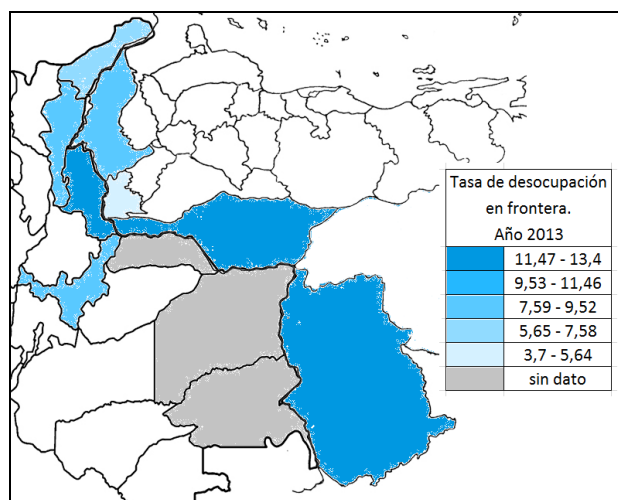 Tasa de desocupación
en frontera.
Año 2013
11,47 - 13,4
9,53 - 11,46
7,59 - 9,52
5,65 - 7,58
3,7 - 5,64
sin dato